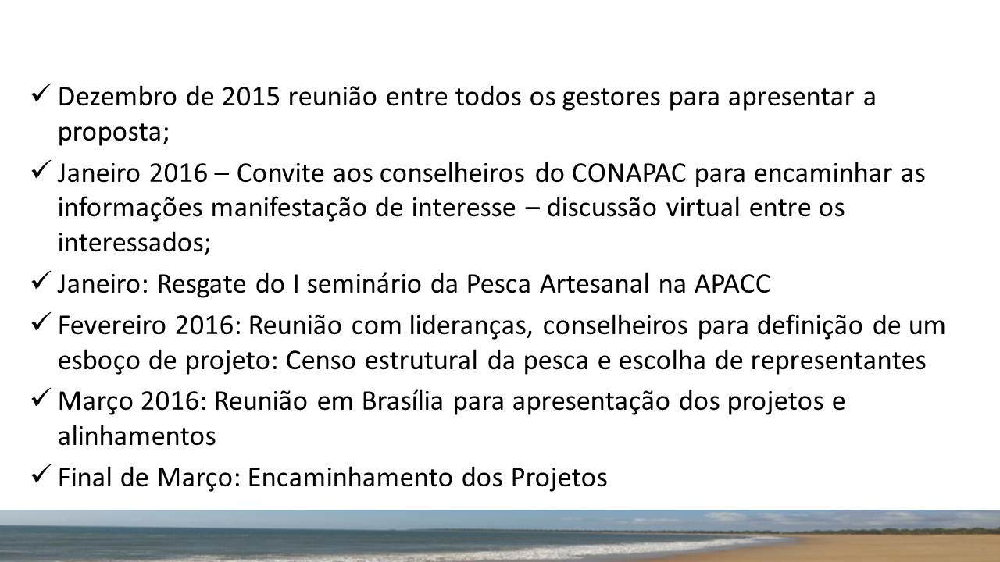 ✓ Dezembro de 2015 reunião entre todos os gestores para apresentar a
proposta;
✓ Janeiro 2016 – Convite aos conselheiros do CONAPAC para encaminhar as
informações manifestação de interesse – discussão virtual entre os
interessados;
✓ Janeiro: Resgate do I seminário da Pesca Artesanal na APACC
✓ Fevereiro 2016: Reunião com lideranças, conselheiros para definição de um
esboço de projeto: Censo estrutural da pesca e escolha de representantes
✓ Março 2016: Reunião em Brasília para apresentação dos projetos e
alinhamentos
✓ Final de Março: Encaminhamento dos Projetos